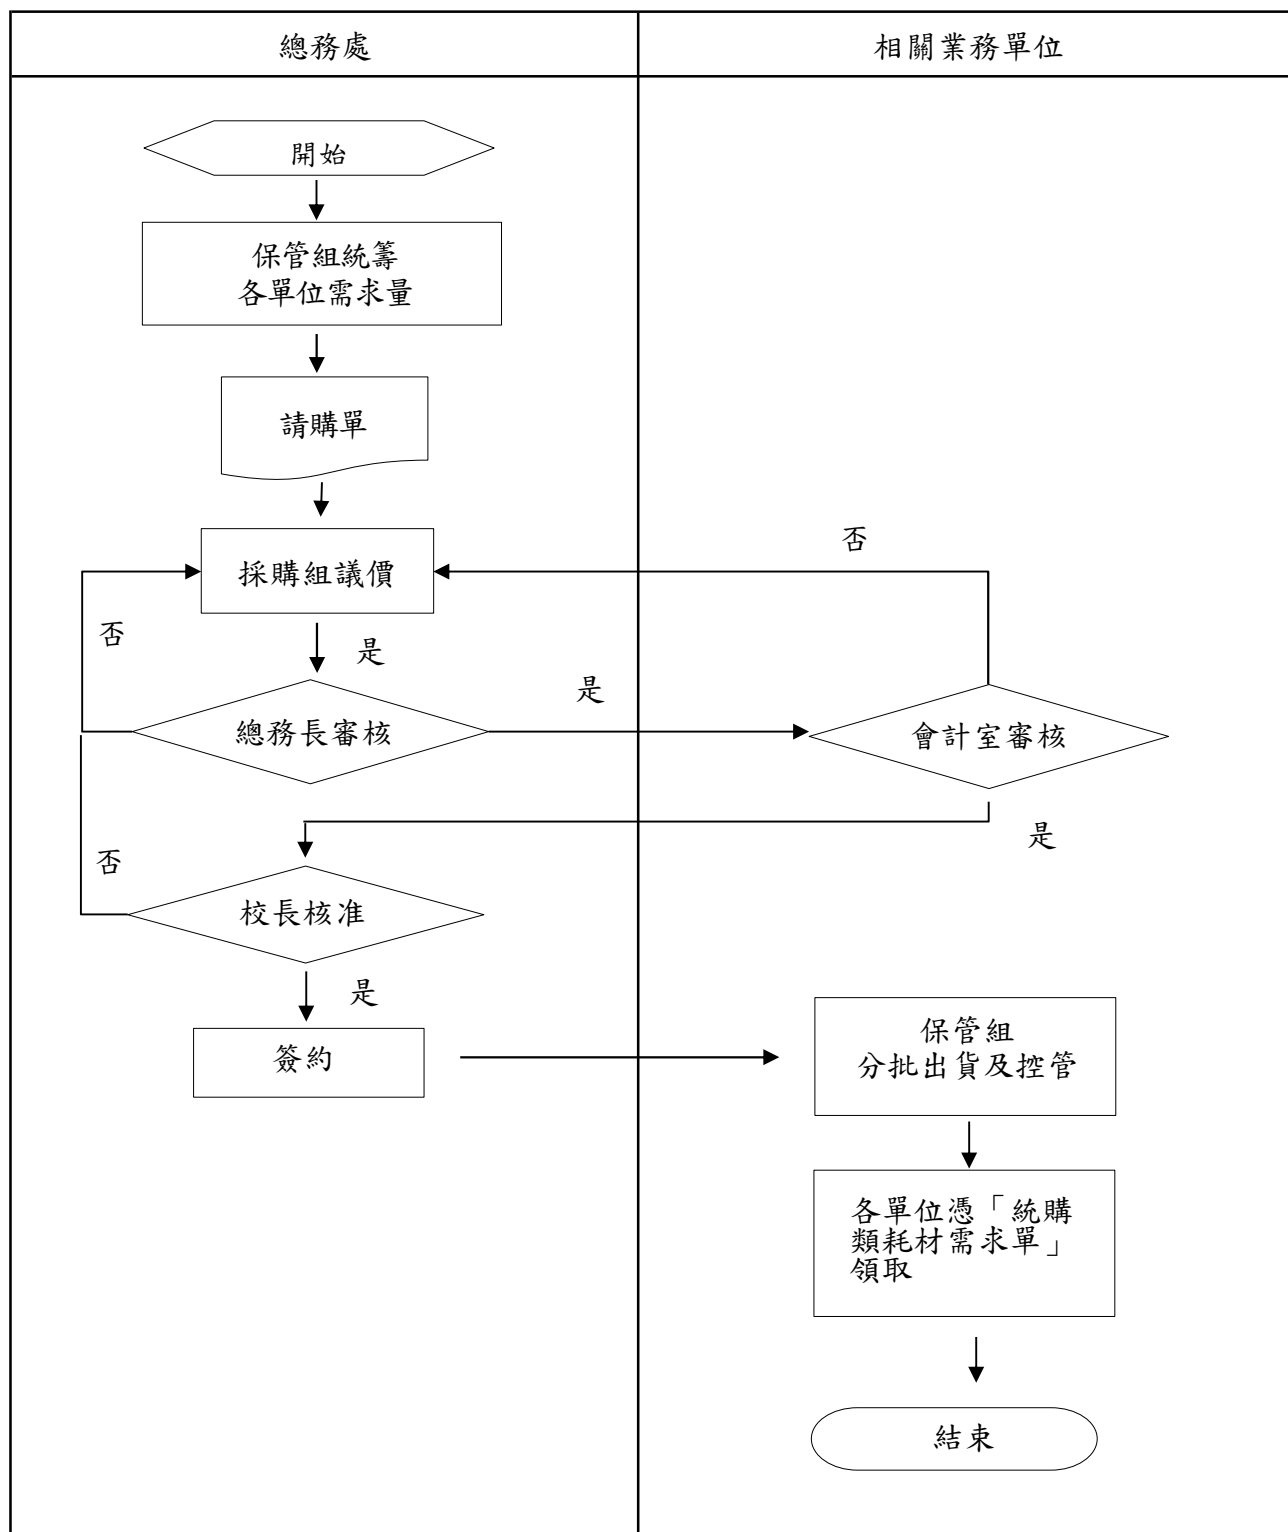 總務處
相關業務單位
開始
保管組統籌
各單位需求量
請購單
否
採購組議價
否
是
是
總務長審核
會計室審核
是
否
校長核准
是
簽約
保管組
分批出貨及控管
各單位憑「統購
類耗材需求單」
領取
結束